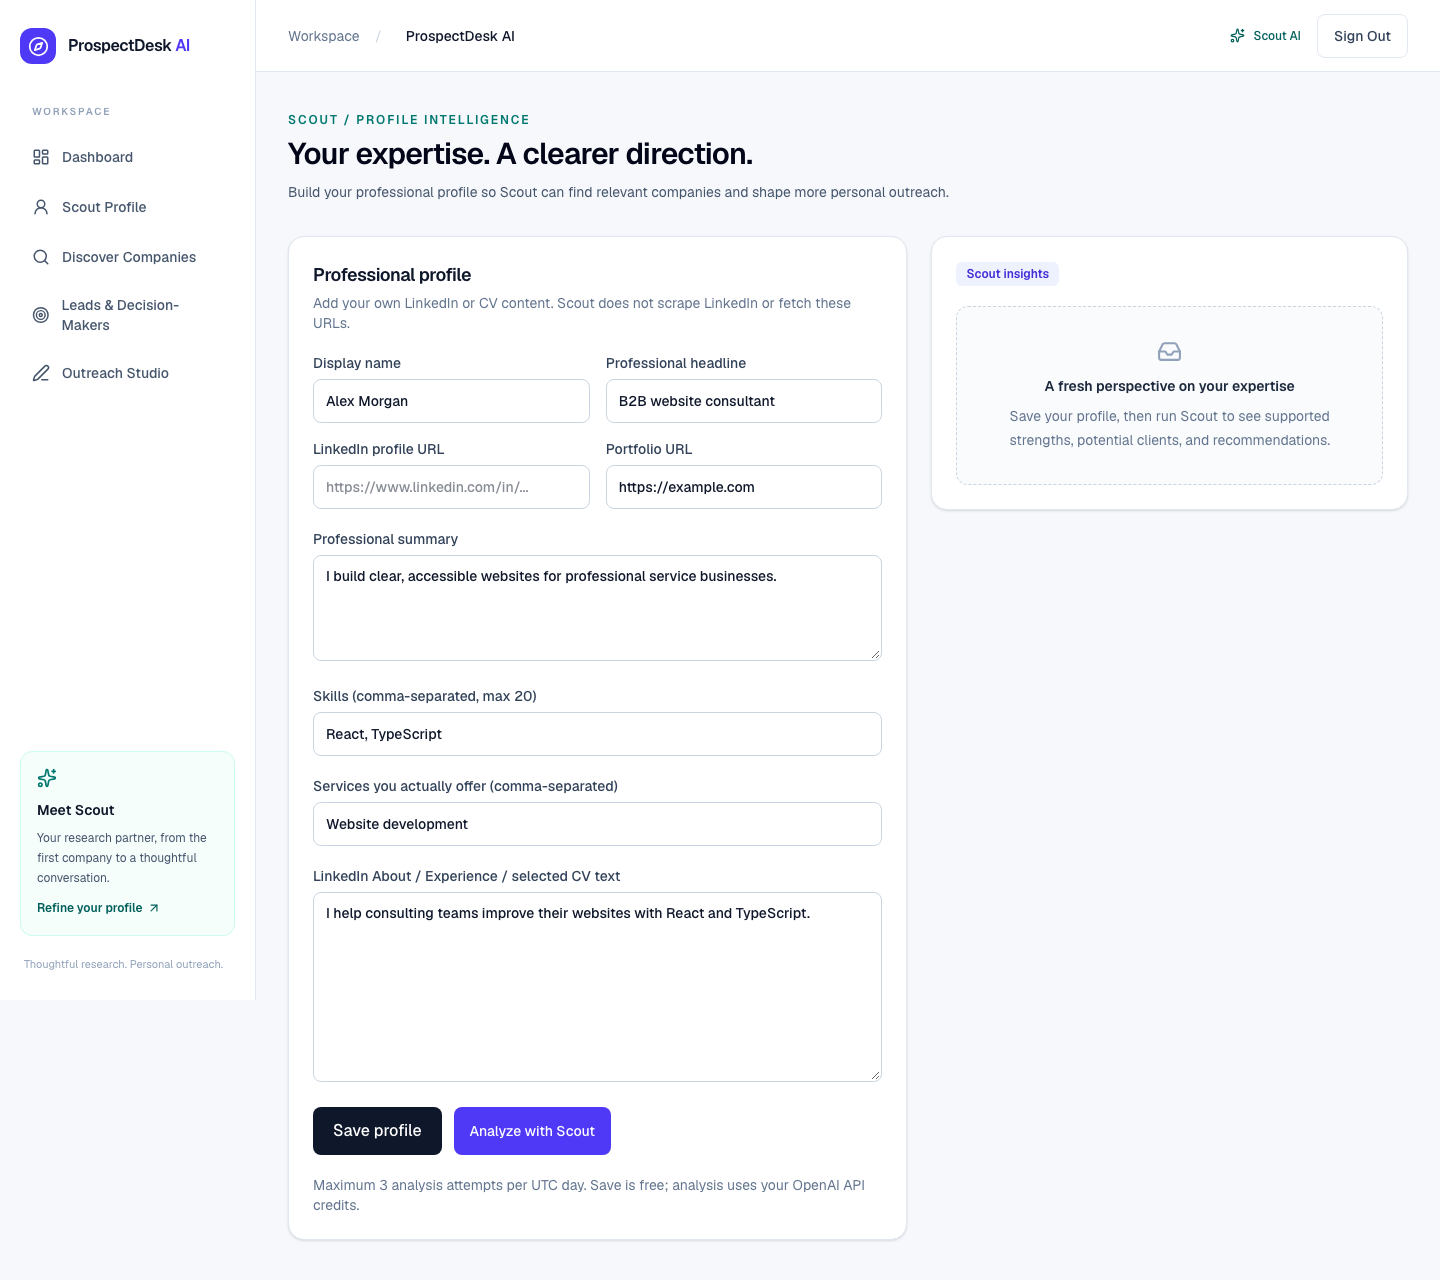 ProspectDesk AI
WORKSPACE
Dashboard
Scout Profile
Discover Companies
Leads & Decision-
Makers
Outreach Studio
Meet Scout
Your research partner, from the
first company to a thoughtful
conversation.
Refine your profile
Thoughtful research. Personal outreach.
Workspace / ProspectDesk AI
Scout AI
Sign Out
SCOUT / PROFILE INTELLIGENCE
Your expertise. A clearer direction.
Build your professional profile so Scout can find relevant companies and shape more personal outreach.
Professional profile
Add your own LinkedIn or CV content. Scout does not scrape LinkedIn or fetch these
URLs.
Display name
Professional headline
Alex Morgan
B2B website consultant
LinkedIn profile URL
Portfolio URL
https://www.linkedin.com/in/...
https://example.com
Professional summary
I build clear, accessible websites for professional service businesses.
Skills (comma-separated, max 20)
React, TypeScript
Services you actually offer (comma-separated)
Website development
LinkedIn About / Experience / selected CV text
I help consulting teams improve their websites with React and TypeScript.
Save profile
Analyze with Scout
Maximum 3 analysis attempts per UTC day. Save is free; analysis uses your OpenAI API
credits.
Scout insights
A fresh perspective on your expertise
Save your profile, then run Scout to see supported
strengths, potential clients, and recommendations.